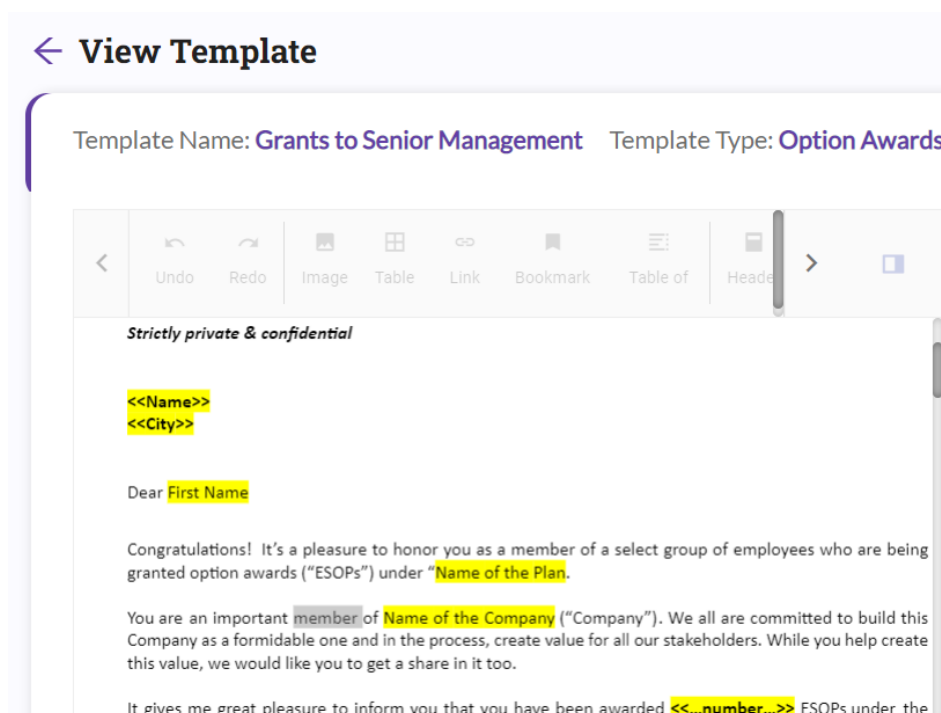 View Template
Template Name: Grants to Senior Management Template Type: Option Awards
Undo Redo Image Table Link Bookmark Table of Heade
Strictly private & confidential
<<Name>>
<<City>>
Dear First Name
Congratulations! It's a pleasure to honor you as a member of a select group of employees who are being
granted option awards ("ESOPs") under "Name of the Plan.
You are an important member of Name of the Company ("Company"). We all are committed to build this
Company as a formidable one and in the process, create value for all our stakeholders. While you help create
this value, we would like you to get a share in it too.
It gives me great pleasure to inform you that you have been awarded <<...number...>> ESOPs under the